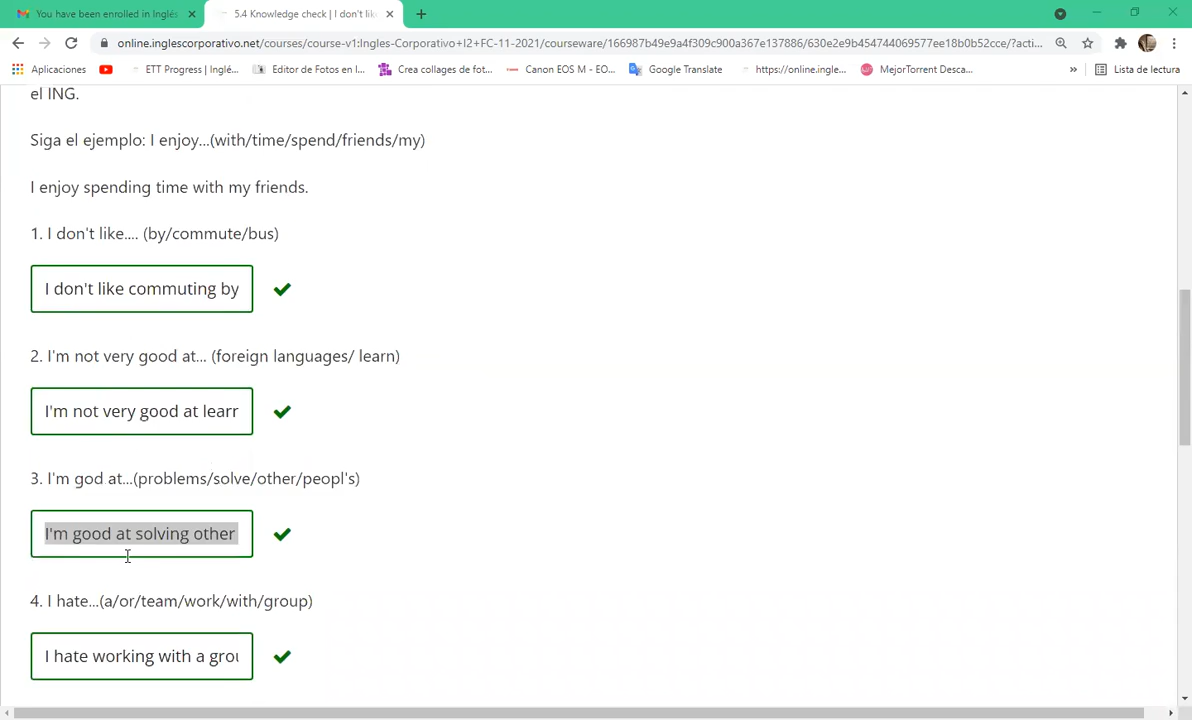 You have been enrolled in Inglés
5.4 Knowledge check | I don't like
online.inglescorporativo.net/courses/course-v1:Ingles-Corporativo+I2+FC-11-2021/courseware/166987b49e9a4f309c900a367e137886/630e2e9b454744069577ee18b0b52cce/?acti...
Aplicaciones
ETT Progress | Inglé...
Editor de Fotos en l...
Crea collages de fot...
Canon EOS M - EO...
Google Translate
https://online.ingle...
MejorTorrent Desca...
»
Lista de lectura
el ING.
Siga el ejemplo: I enjoy...(with/time/spend/friends/my)
I enjoy spending time with my friends.
1. I don't like.... (by/commute/bus)
I don't like commuting by
2. I'm not very good at... (foreign languages/ learn)
I'm not very good at learr
3. I'm god at...(problems/solve/other/peopl's)
I'm good at solving other
4. I hate...(a/or/team/work/with/group)
I hate working with a grou